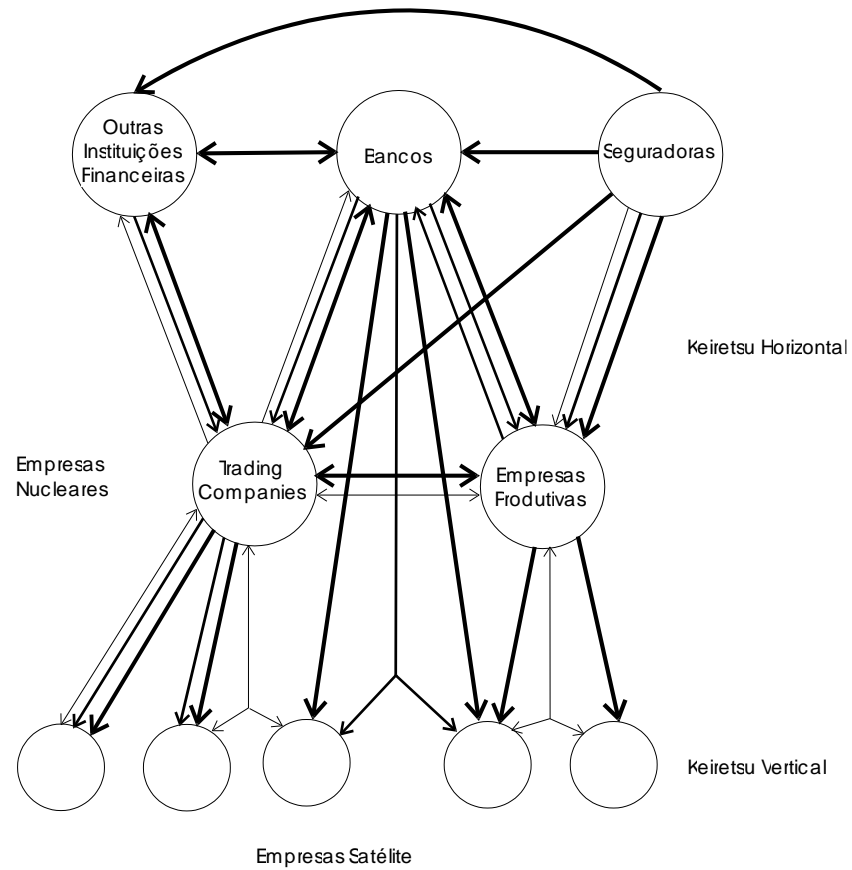 Outras
Instituições
Financeiras
Eancos
Seguradoras
Keiretsu Horizontal
Empresas
Nucleares
Trading
Companies
Empresas
Frodutivas
Keiretsu Vertical
Empresas Satélite